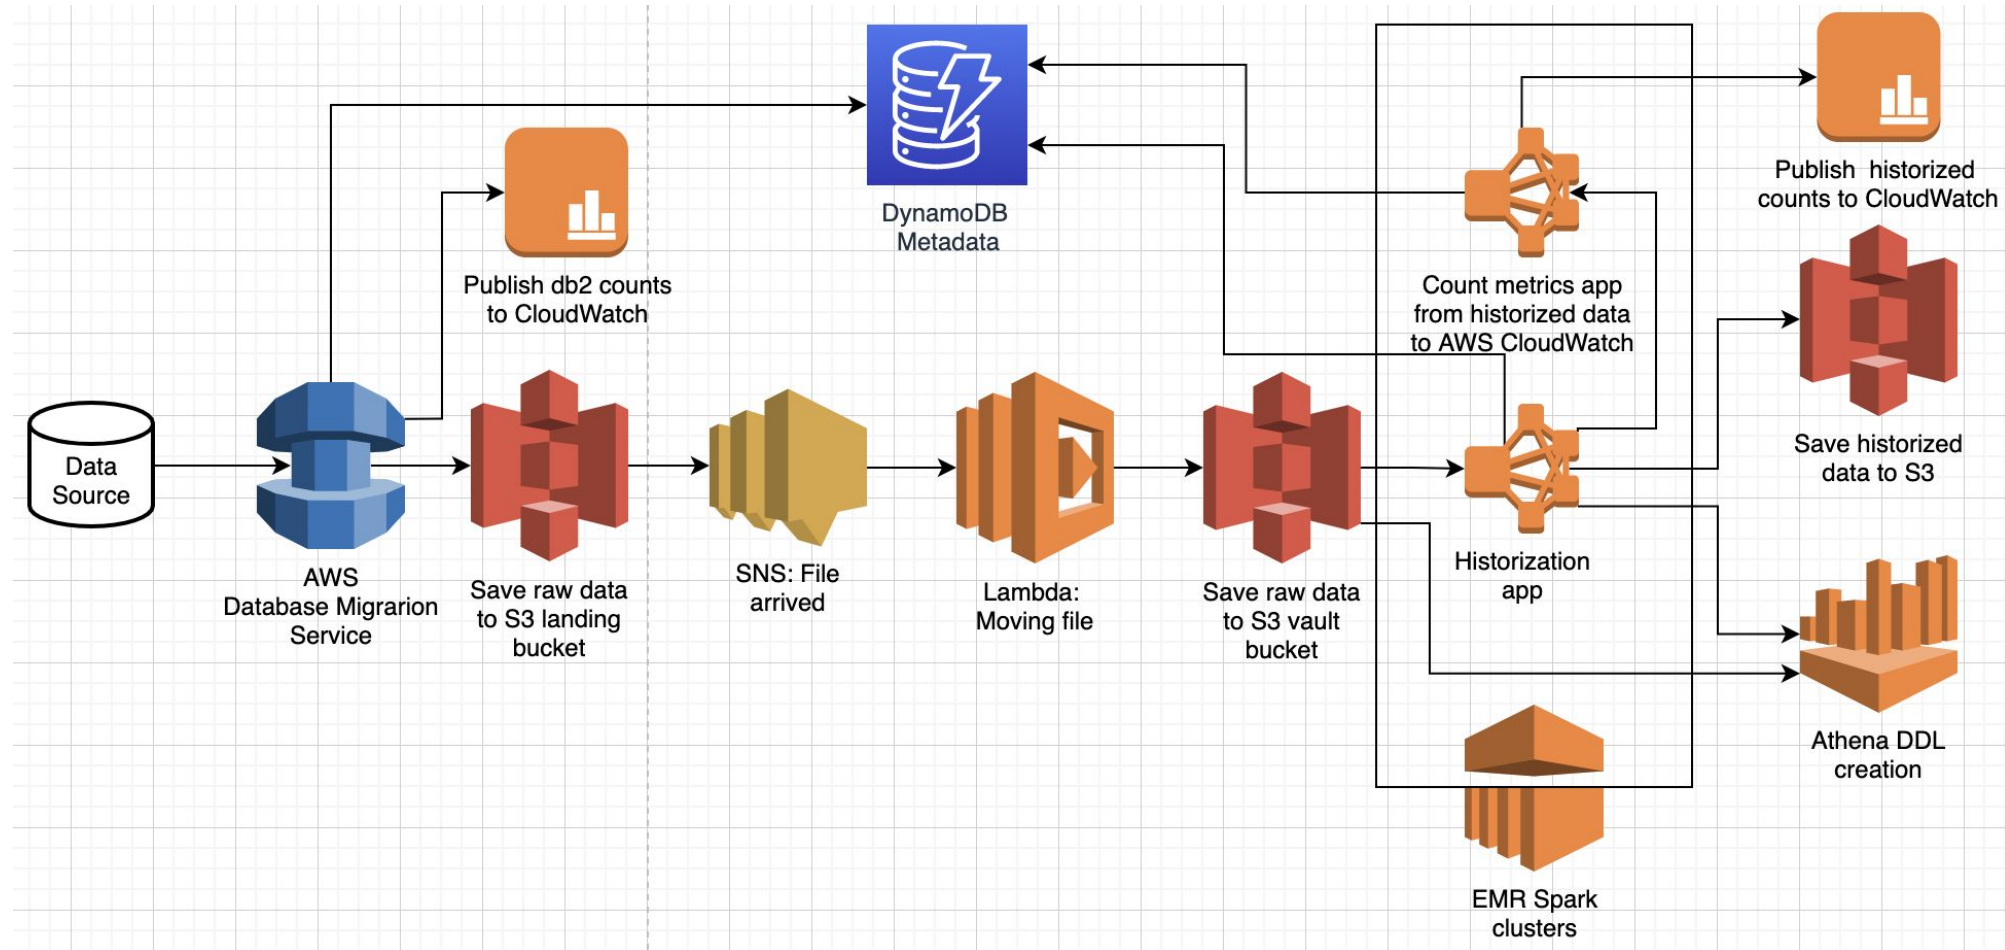 DynamoDB
Metadata
Publish db2 counts
to CloudWatch
Publish  historized
counts to CloudWatch
Count metrics app
from historized data
to AWS CloudWatch
Data
Source
AWS
Database Migrarion
Service
Save raw data
to S3 landing
bucket
SNS: File
arrived
Lambda:
Moving file
Save raw data
to S3 vault
bucket
Historization
app
Save historized
data to S3
Athena DDL
creation
EMR Spark
clusters